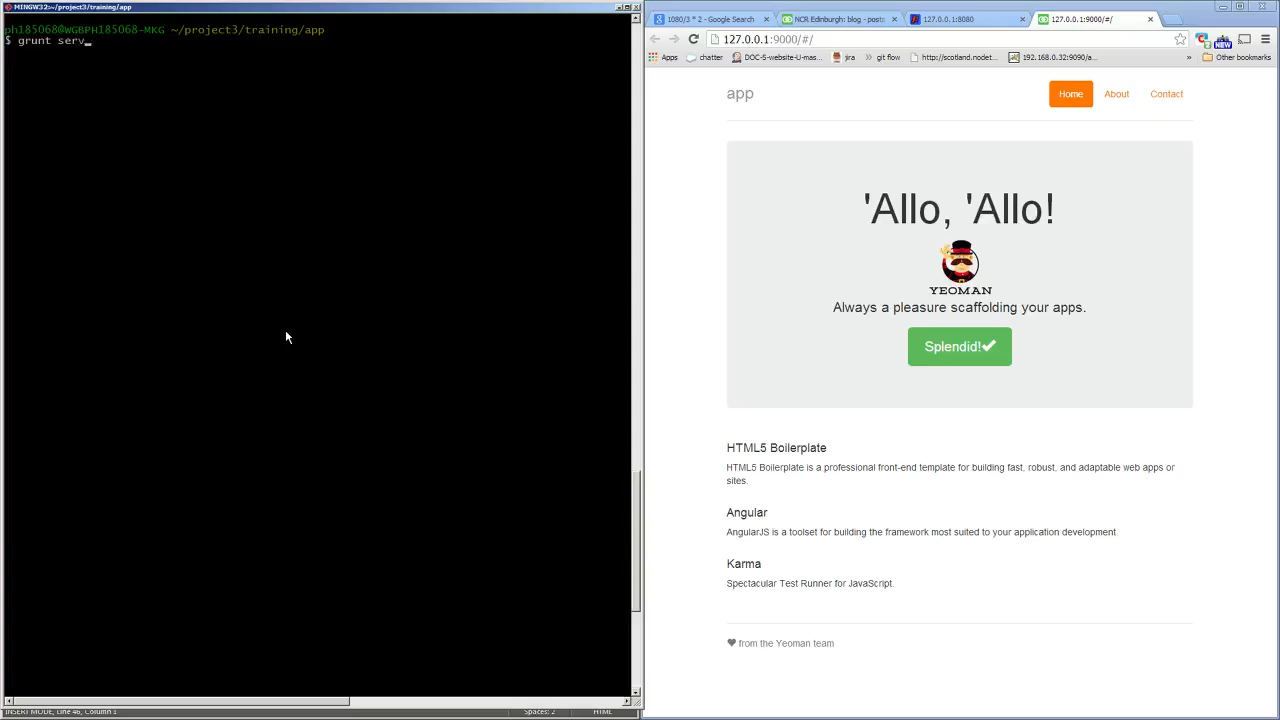 MINGW32:~/project3/training/app
ph185068@WGBPH185068-MKG ~/project3/training/app
$ grunt serv_
INSERT MODE, Line 46, Column 1
Spaces: 2
HTML
1080/3 * 2 - Google Search
NCR Edinburgh: blog - posts
127.0.0.1:8080
127.0.0.1:9000/#/
127.0.0.1:9000/#/
NEW
Apps
chatter
DOC-5-website-U-mas...
jira
git flow
http://scotland.nodet...
192.168.0.32:9090/a...
»
Other bookmarks
app
Home
About
Contact
'Allo, 'Allo!
YEOMAN
Always a pleasure scaffolding your apps.
Splendid!
HTML5 Boilerplate
HTML5 Boilerplate is a professional front-end template for building fast, robust, and adaptable web apps or
sites.
Angular
AngularJS is a toolset for building the framework most suited to your application development.
Karma
Spectacular Test Runner for JavaScript.
from the Yeoman team